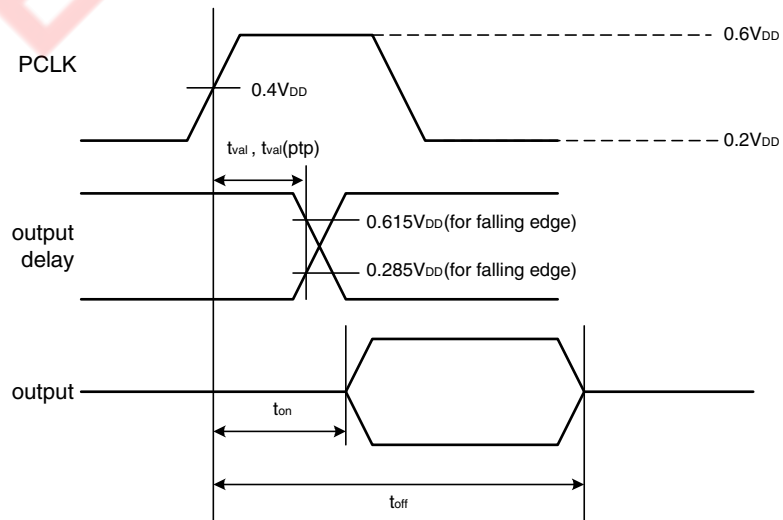 0.6VDD
PCLK
0.4VDD
0.2VDD
tval , tval(ptp)
0.615VDD(for falling edge)
output
delay
0.285VDD(for falling edge)
output
ton
toff